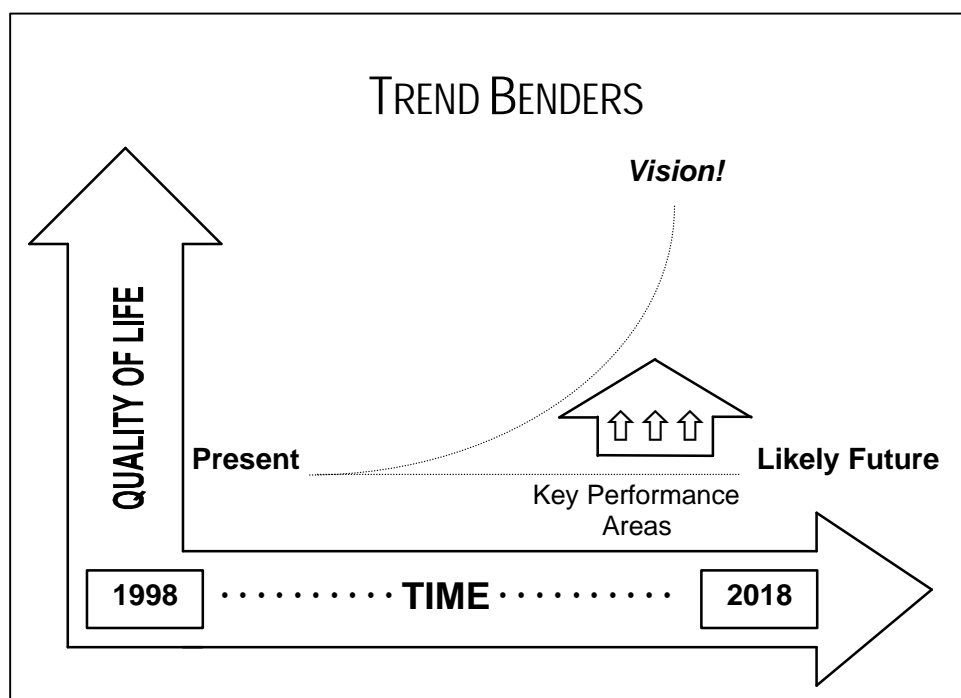 TREND BENDERS
Vision!
QUALITY OF LIFE
Present
Likely Future
Key Performance
Areas
1998 .......... TIME .......... 2018